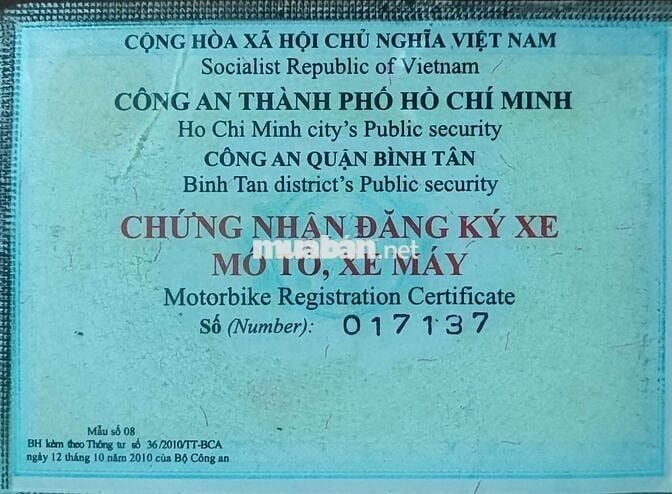 CỘNG HÒA XÃ HỘI CHỦ NGHĨA VIỆT NAM
Socialist Republic of Vietnam
CÔNG AN THÀNH PHỐ HỒ CHÍ MINH
Ho Chi Minh city's Public security
CÔNG AN QUẬN BÌNH TÂN
Binh Tan district's Public security
CHỨNG NHẬN ĐĂNG KÝ XE
muaban.net
MÔ TÔ, XE MÁY
Motorbike Registration Certificate
Số (Number): 017137
Mẫu số 08
BH kèm theo Thông tư số 36/2010/TT-BCA
ngày 12 tháng 10 năm 2010 của Bộ Công an